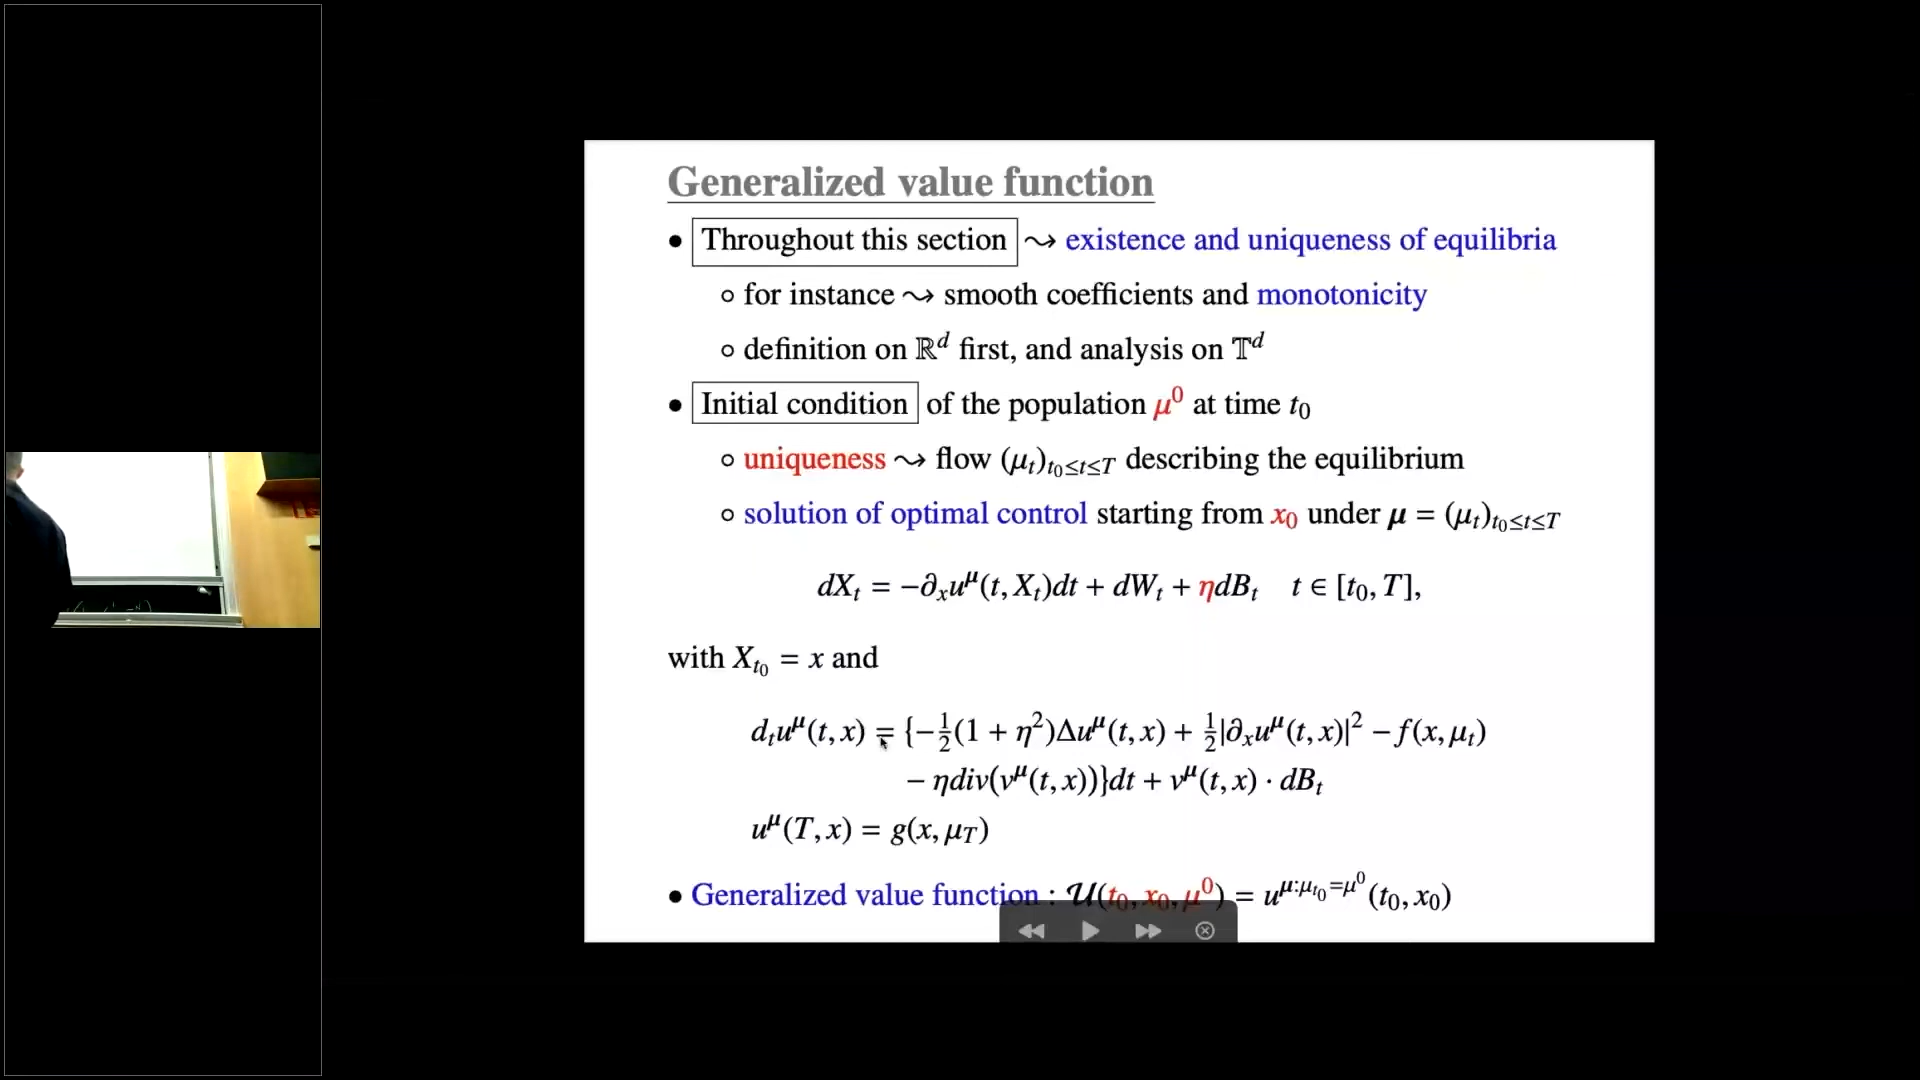 Generalized value function
• Throughout this section ⇝ existence and uniqueness of equilibria
∘ for instance ⇝ smooth coefficients and monotonicity
∘ definition on ℝ^d first, and analysis on 𝕋^d
• Initial condition of the population μ^0 at time t_0
∘ uniqueness ⇝ flow (μ_t)_{t_0≤t≤T} describing the equilibrium
∘ solution of optimal control starting from x_0 under μ = (μ_t)_{t_0≤t≤T}
dX_t = −∂_x u^μ(t, X_t)dt + dW_t + ηdB_t t ∈ [t_0, T],
with X_{t_0} = x and
d_t u^μ(t, x) = {−½(1 + η^2)Δu^μ(t, x) + ½|∂_x u^μ(t, x)|^2 − f(x, μ_t)
− ηdiv(v^μ(t, x))}dt + v^μ(t, x) · dB_t
u^μ(T, x) = g(x, μ_T)
• Generalized value function : 𝒰(t_0, x_0, μ^0) = u^{μ:μ_{t_0}=μ^0}(t_0, x_0)